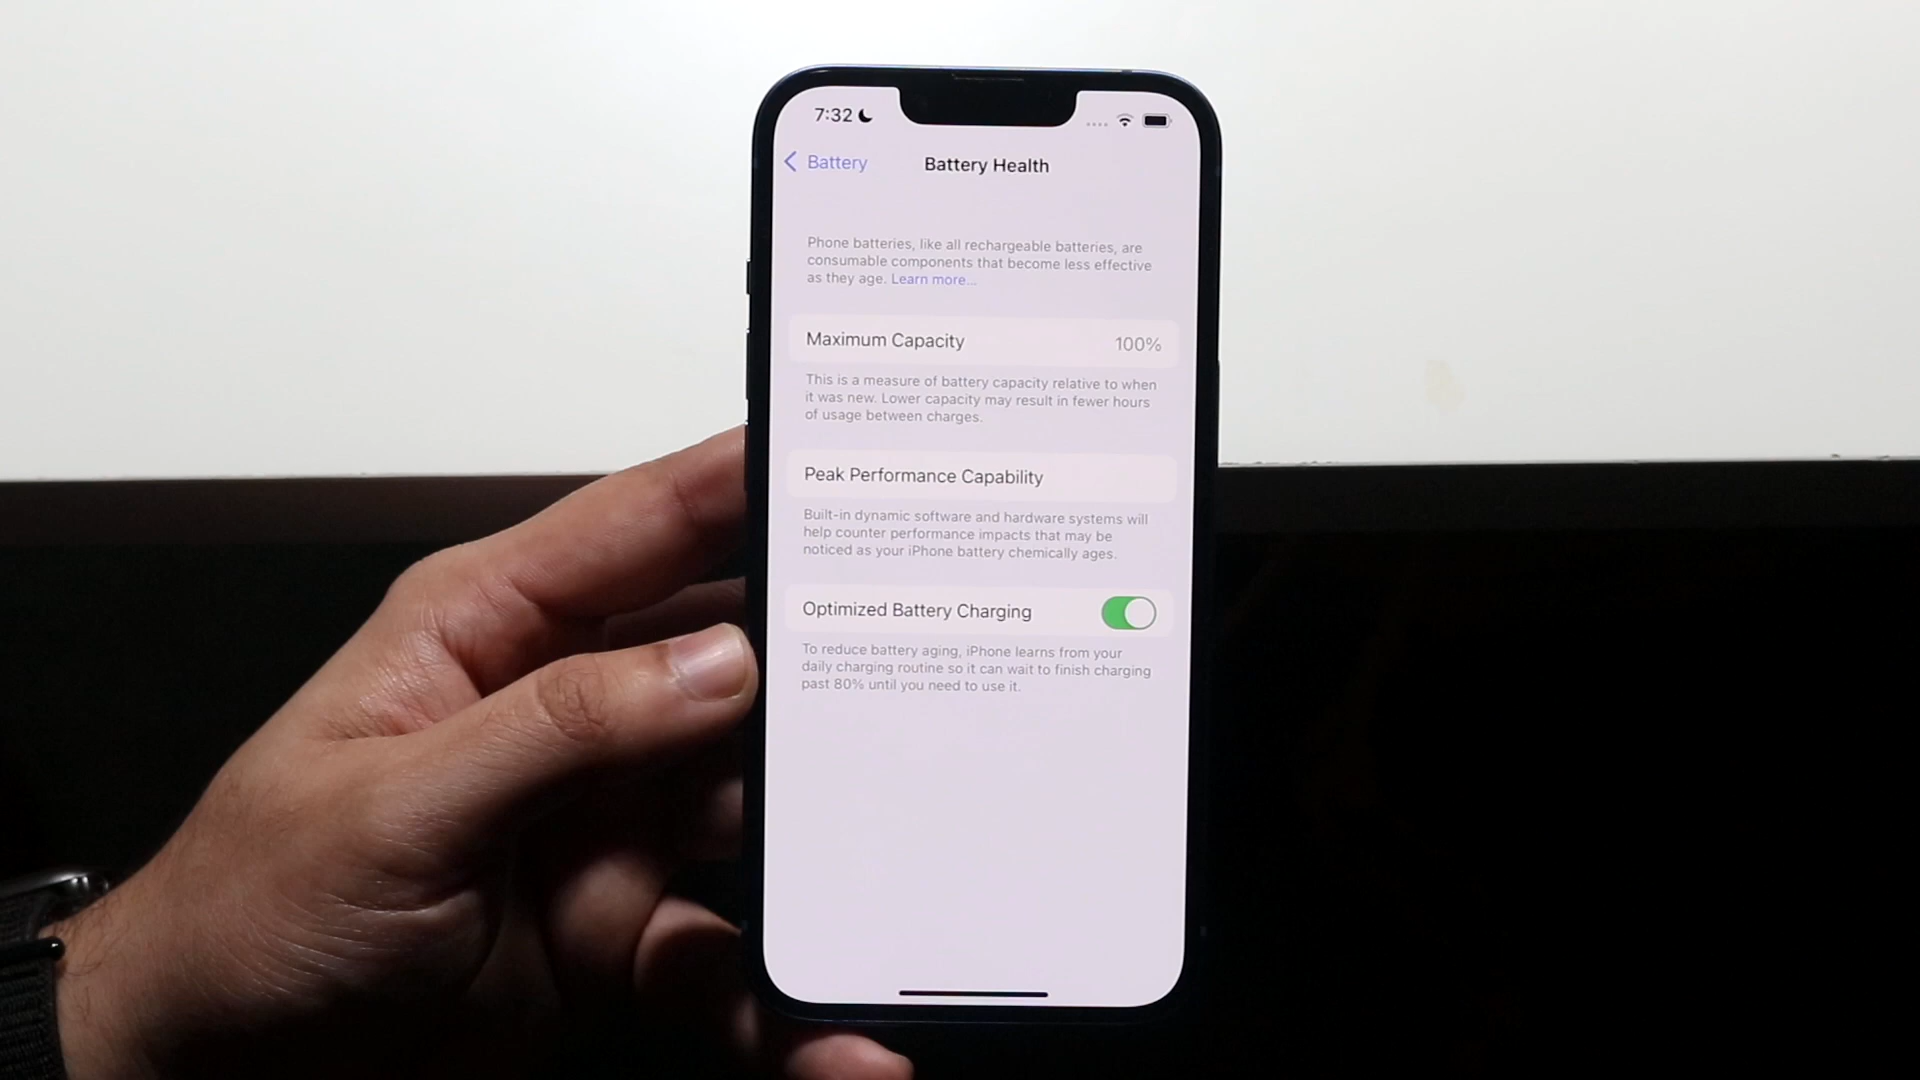 7:32
Battery
Battery Health
Phone batteries, like all rechargeable batteries, are
consumable components that become less effective
as they age. Learn more...
Maximum Capacity 100%
This is a measure of battery capacity relative to when
it was new. Lower capacity may result in fewer hours
of usage between charges.
Peak Performance Capability
Built-in dynamic software and hardware systems will
help counter performance impacts that may be
noticed as your iPhone battery chemically ages.
Optimized Battery Charging
To reduce battery aging, iPhone learns from your
daily charging routine so it can wait to finish charging
past 80% until you need to use it.